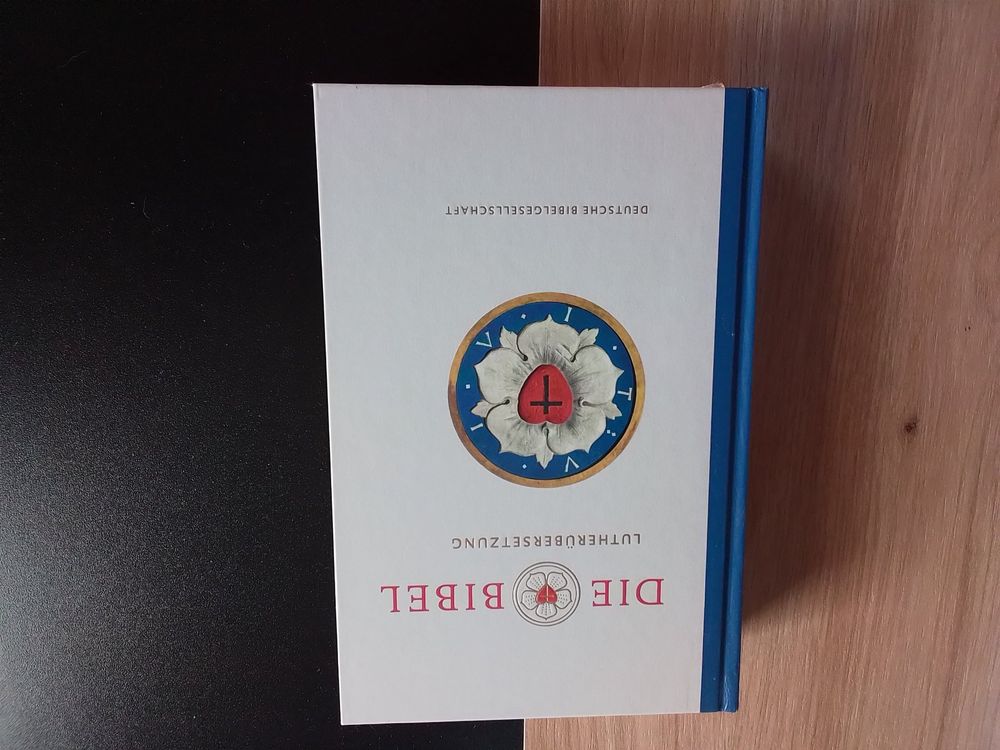 DIE BIBEL
LUTHERÜBERSETZUNG
V·I·V·I·T
DEUTSCHE BIBELGESELLSCHAFT